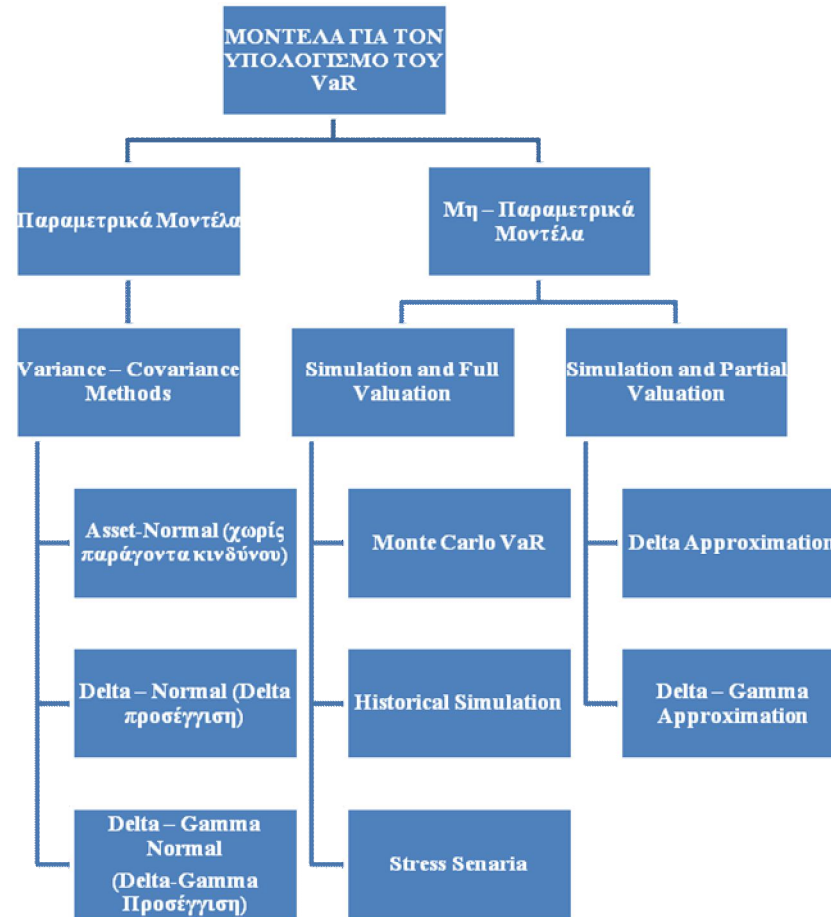 ΜΟΝΤΕΛΑ ΓΙΑ ΤΟΝ
ΥΠΟΛΟΓΙΣΜΟ ΤΟΥ
VaR
Παραμετρικά Μοντέλα
Μη – Παραμετρικά
Μοντέλα
Variance – Covariance
Methods
Simulation and Full
Valuation
Simulation and Partial
Valuation
Asset-Normal (χωρίς
παράγοντα κινδύνου)
Monte Carlo VaR
Delta Approximation
Delta – Normal (Delta
προσέγγιση)
Historical Simulation
Delta – Gamma
Approximation
Delta – Gamma
Normal
(Delta-Gamma
Προσέγγιση)
Stress Senaria